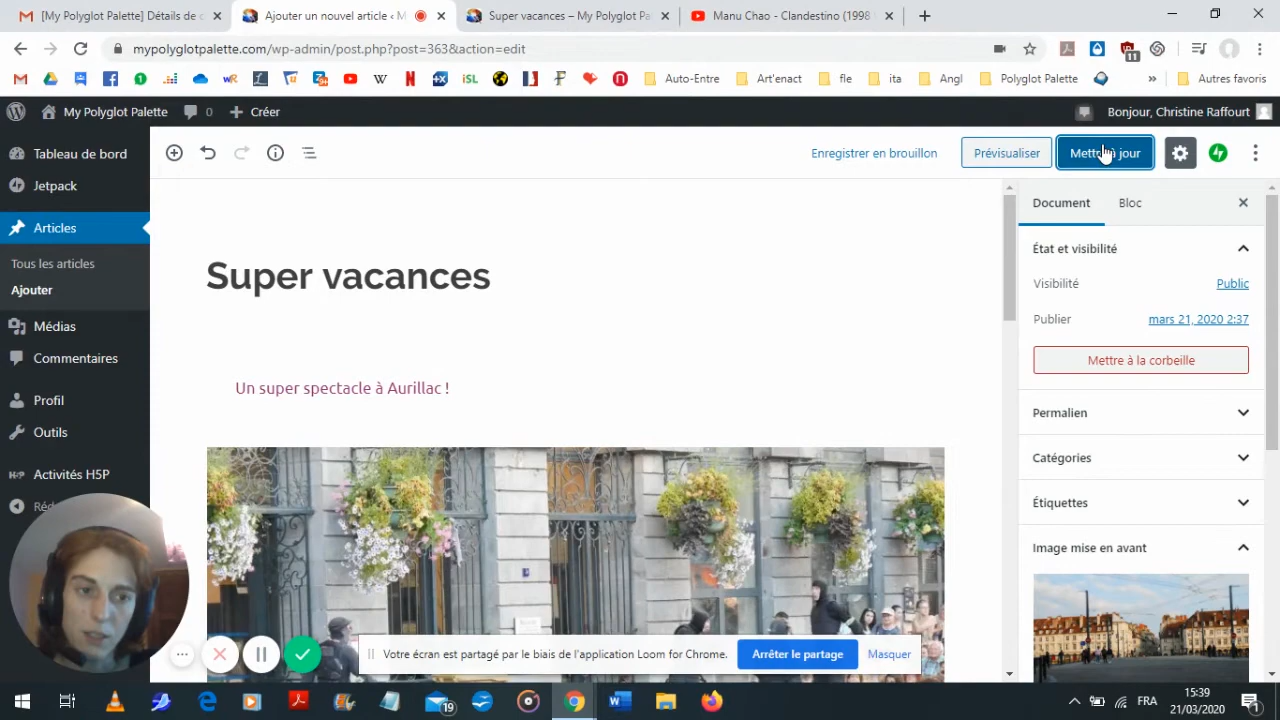 [My Polyglot Palette] Détails de c
Ajouter un nouvel article ‹ M
Super vacances – My Polyglot Pa
Manu Chao - Clandestino (1998
mypolyglotpalette.com/wp-admin/post.php?post=363&action=edit
11
Auto-Entre
Art'enact
fle
ita
Angl
Polyglot Palette
»
Autres favoris
My Polyglot Palette
0
Créer
Bonjour, Christine Raffourt
Tableau de bord
Jetpack
Articles
Tous les articles
Ajouter
Médias
Commentaires
Profil
Outils
Activités H5P
Réd
Enregistrer en brouillon
Prévisualiser
Mettre à jour
Super vacances
Un super spectacle à Aurillac !
Document
Bloc
État et visibilité
Visibilité
Public
Publier
mars 21, 2020 2:37
Mettre à la corbeille
Permalien
Catégories
Étiquettes
Image mise en avant
Votre écran est partagé par le biais de l'application Loom for Chrome.
Arrêter le partage
Masquer
19
FRA
15:39
21/03/2020
1